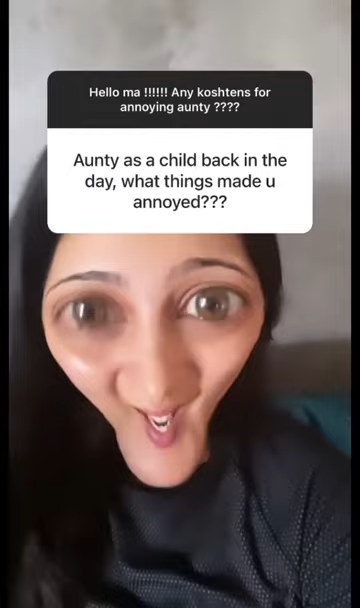 Hello ma !!!!!! Any koshtens for
annoying aunty ????
Aunty as a child back in the
day, what things made u
annoyed???